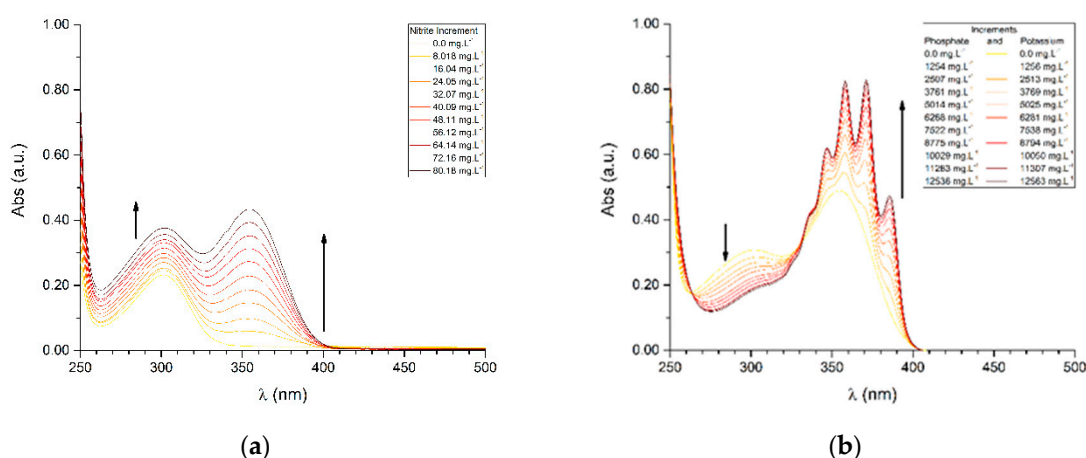 1.00
0.80
0.60
0.40
0.20
0.00
Abs (a.u.)
250 300 350 400 450 500
λ (nm)
Nitrite Increment
0.0 mg.L⁻¹
8.018 mg.L⁻¹
16.04 mg.L⁻¹
24.05 mg.L⁻¹
32.07 mg.L⁻¹
40.09 mg.L⁻¹
48.11 mg.L⁻¹
56.12 mg.L⁻¹
64.14 mg.L⁻¹
72.16 mg.L⁻¹
80.18 mg.L⁻¹
(a)
1.00
0.80
0.60
0.40
0.20
0.00
Abs (a.u.)
250 300 350 400 450 500
λ (nm)
Increments
Phosphate and Potassium
0.0 mg.L⁻¹ 0.0 mg.L⁻¹
1254 mg.L⁻¹ 1256 mg.L⁻¹
2507 mg.L⁻¹ 2513 mg.L⁻¹
3761 mg.L⁻¹ 3769 mg.L⁻¹
5014 mg.L⁻¹ 5025 mg.L⁻¹
6268 mg.L⁻¹ 6281 mg.L⁻¹
7522 mg.L⁻¹ 7538 mg.L⁻¹
8775 mg.L⁻¹ 8794 mg.L⁻¹
10029 mg.L⁻¹ 10050 mg.L⁻¹
11283 mg.L⁻¹ 11307 mg.L⁻¹
12536 mg.L⁻¹ 12563 mg.L⁻¹
(b)